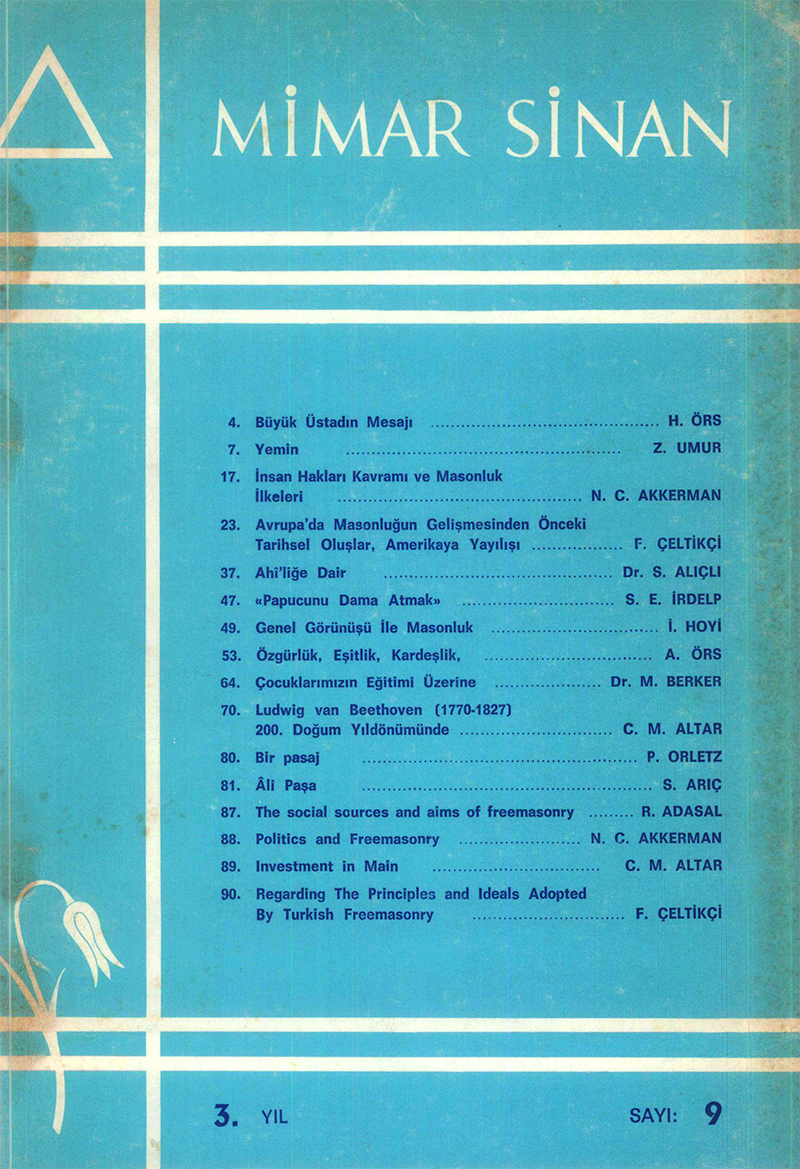 MİMAR SİNAN
4. Büyük Üstadın Mesajı ........................................ H. ÖRS
7. Yemin ................................................ Z. UMUR
17. İnsan Hakları Kavramı ve Masonluk
İlkeleri .......................................... N. C. AKKERMAN
23. Avrupa'da Masonluğun Gelişmesinden Önceki
Tarihsel Oluşlar, Amerikaya Yayılışı ................ F. ÇELTİKÇİ
37. Ahî'liğe Dair ........................................ Dr. S. ALIÇLI
47. «Papucunu Dama Atmak» ........................... S. E. İRDELP
49. Genel Görünüşü İle Masonluk ............................. İ. HOYİ
53. Özgürlük, Eşitlik, Kardeşlik, ............................. A. ÖRS
64. Çocuklarımızın Eğitimi Üzerine ................... Dr. M. BERKER
70. Ludwig van Beethoven (1770-1827)
200. Doğum Yıldönümünde ........................... C. M. ALTAR
80. Bir pasaj ................................................ P. ORLETZ
81. Âli Paşa .................................................... S. ARIÇ
87. The social sources and aims of freemasonry ......... R. ADASAL
88. Politics and Freemasonry ..................... N. C. AKKERMAN
89. Investment in Main ............................. C. M. ALTAR
90. Regarding The Principles and Ideals Adopted
By Turkish Freemasonry ........................... F. ÇELTİKÇİ
3. YIL SAYI: 9